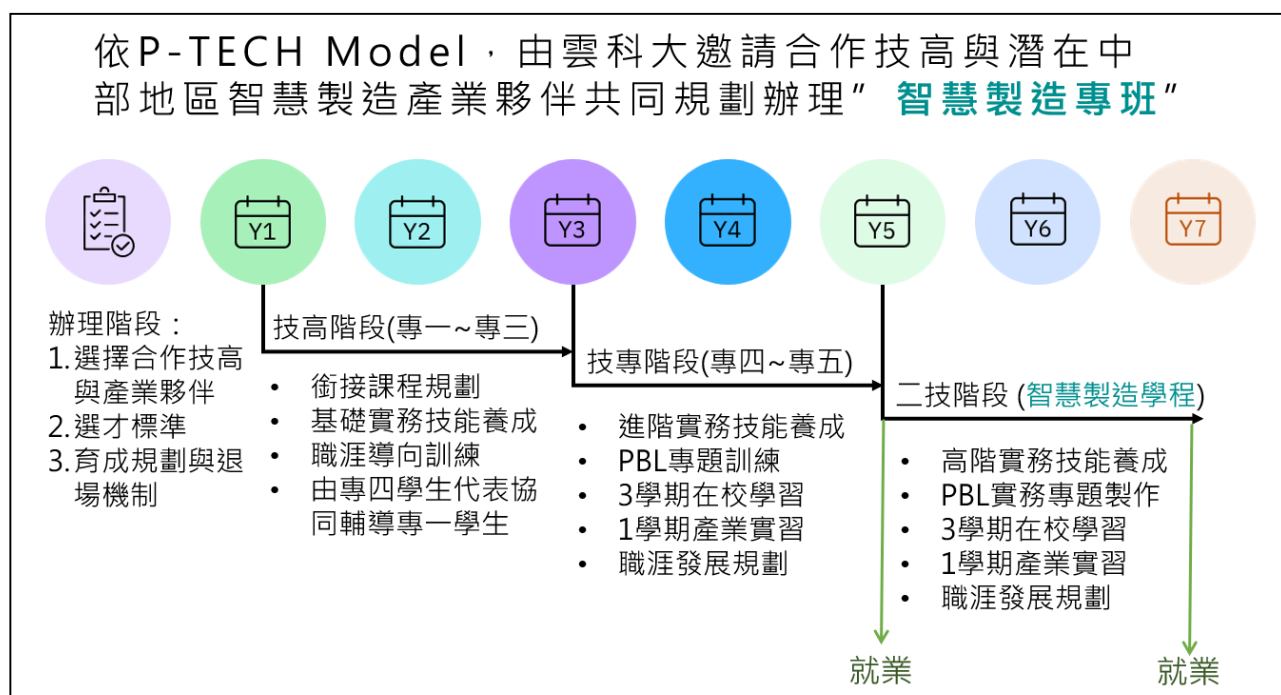 依P-TECH Model，由雲科大邀請合作技高與潛在中
部地區智慧製造產業夥伴共同規劃辦理”智慧製造專班”
Y1
Y2
Y3
Y4
Y5
Y6
Y7
辦理階段：
1.選擇合作技高
與產業夥伴
2.選才標準
3.育成規劃與退
場機制
技高階段(專一~專三)
• 銜接課程規劃
• 基礎實務技能養成
• 職涯導向訓練
• 由專四學生代表協
同輔導專一學生
技專階段(專四~專五)
• 進階實務技能養成
• PBL專題訓練
• 3學期在校學習
• 1學期產業實習
• 職涯發展規劃
二技階段 (智慧製造學程)
• 高階實務技能養成
• PBL實務專題製作
• 3學期在校學習
• 1學期產業實習
• 職涯發展規劃
就業
就業